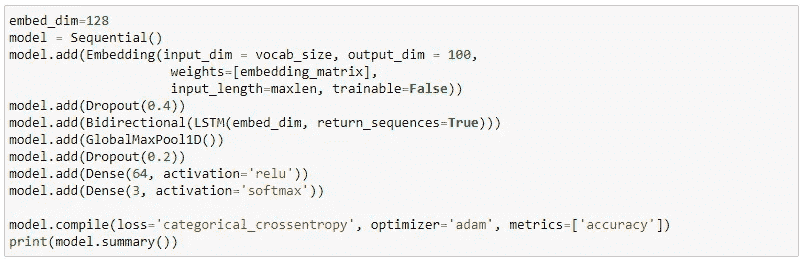 embed_dim=128
model = Sequential()
model.add(Embedding(input_dim = vocab_size, output_dim = 100,
                    weights=[embedding_matrix],
                    input_length=maxlen, trainable=False))
model.add(Dropout(0.4))
model.add(Bidirectional(LSTM(embed_dim, return_sequences=True)))
model.add(GlobalMaxPool1D())
model.add(Dropout(0.2))
model.add(Dense(64, activation='relu'))
model.add(Dense(3, activation='softmax'))

model.compile(loss='categorical_crossentropy', optimizer='adam', metrics=['accuracy'])
print(model.summary())